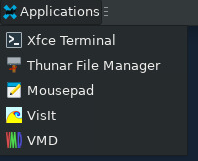 Applications
Xfce Terminal
Thunar File Manager
Mousepad
VisIt
VMD